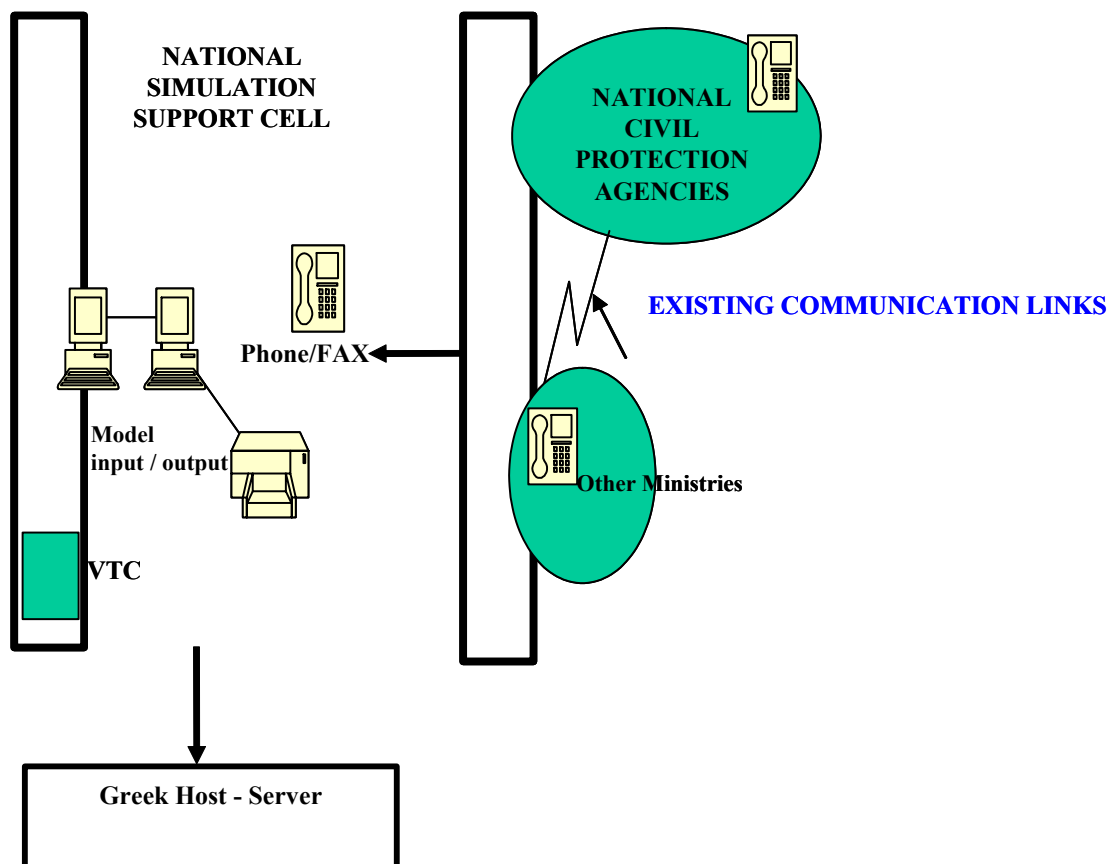 NATIONAL
SIMULATION
SUPPORT CELL
NATIONAL
CIVIL
PROTECTION
AGENCIES
EXISTING COMMUNICATION LINKS
Phone/FAX
Model
input / output
Other Ministries
VTC
Greek Host - Server